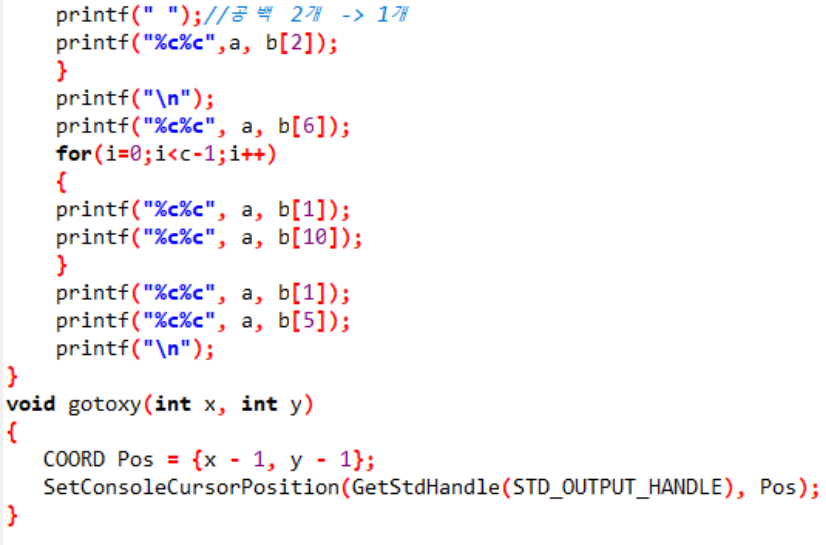 printf(" ");//공백 2개 -> 1개
printf("%c%c",a, b[2]);
}
printf("\n");
printf("%c%c", a, b[6]);
for(i=0;i<c-1;i++)
{
printf("%c%c", a, b[1]);
printf("%c%c", a, b[10]);
}
printf("%c%c", a, b[1]);
printf("%c%c", a, b[5]);
printf("\n");
}
void gotoxy(int x, int y)
{
COORD Pos = {x - 1, y - 1};
SetConsoleCursorPosition(GetStdHandle(STD_OUTPUT_HANDLE), Pos);
}